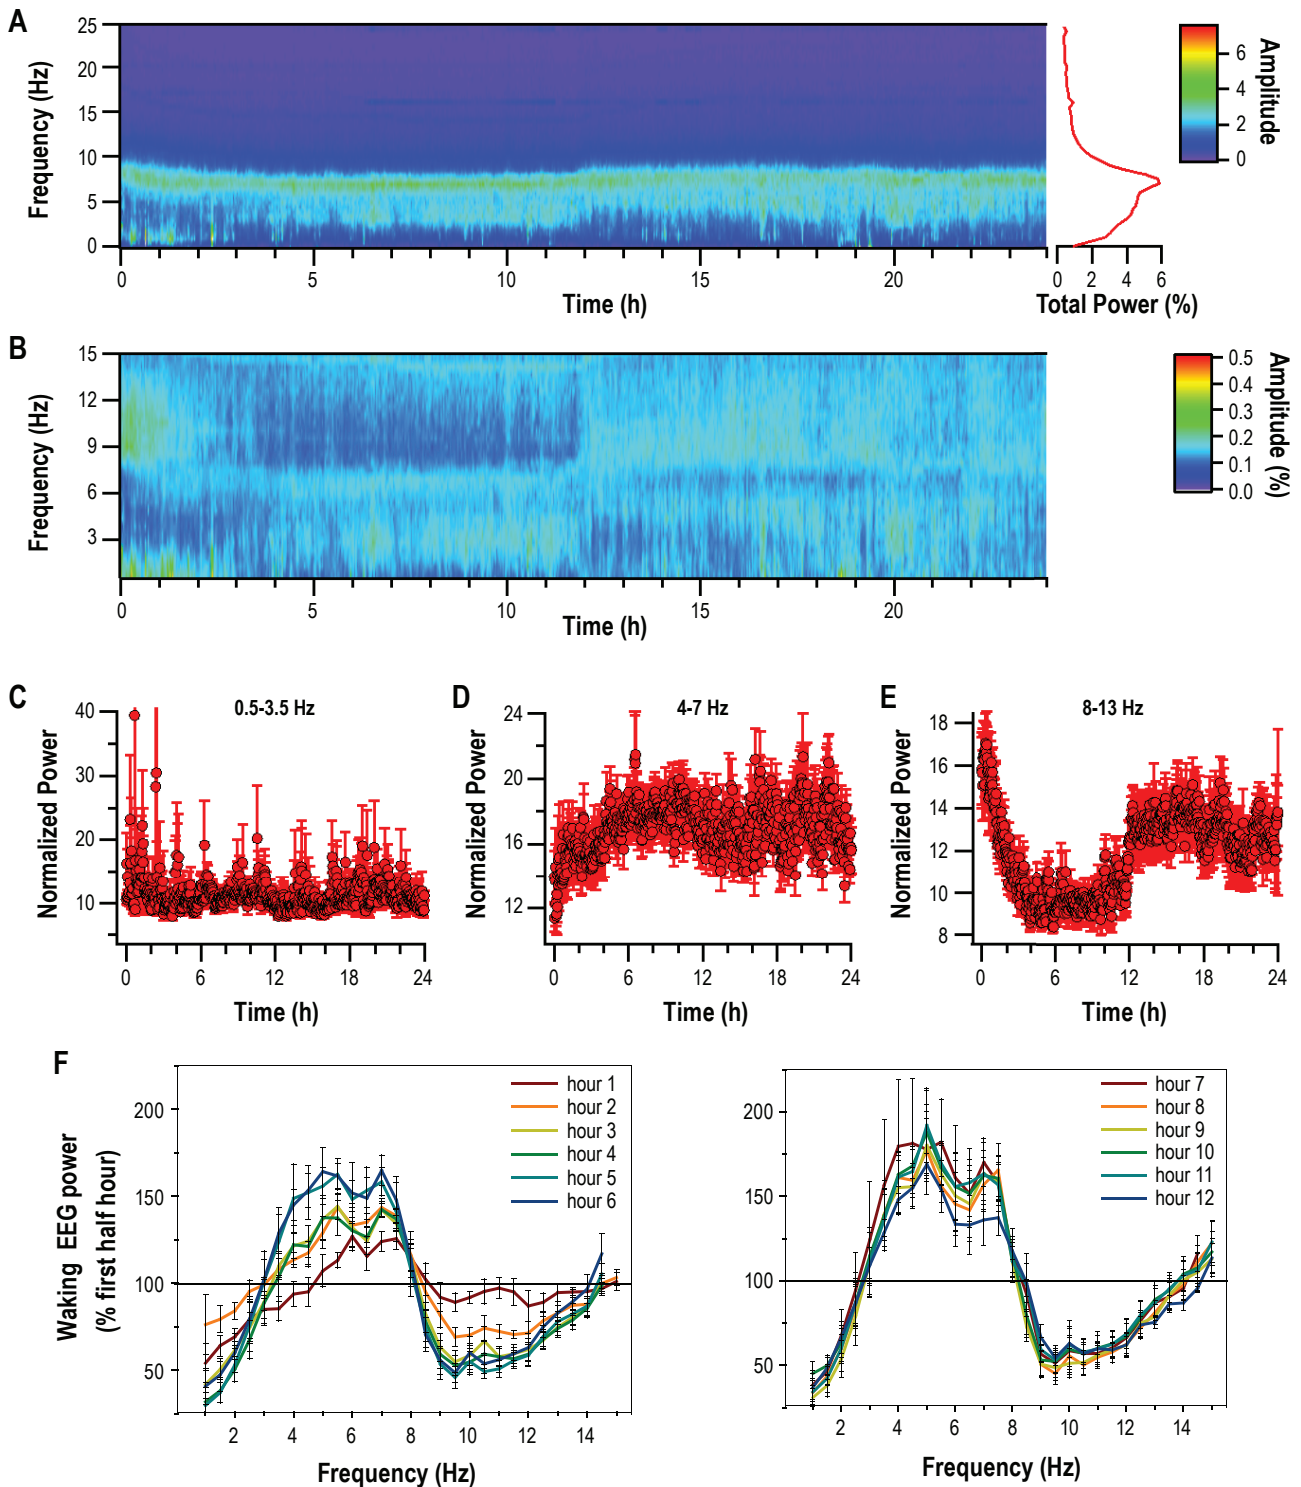 A
Frequency (Hz)
25
20
15
10
5
0
0 5 10 15 20
Time (h)
0 2 4 6
Total Power (%)
6
4
2
0
Amplitude
B
Frequency (Hz)
15
12
9
6
3
0 5 10 15 20
Time (h)
0.5
0.4
0.3
0.2
0.1
0.0
Amplitude (%)
C
0.5-3.5 Hz
Normalized Power
40
30
20
10
0 6 12 18 24
Time (h)
D
4-7 Hz
Normalized Power
24
20
16
12
0 6 12 18 24
Time (h)
E
8-13 Hz
Normalized Power
18
16
14
12
10
8
0 6 12 18 24
Time (h)
F
Waking EEG power
(% first half hour)
200
150
100
50
2 4 6 8 10 12 14
Frequency (Hz)
hour 1
hour 2
hour 3
hour 4
hour 5
hour 6
200
150
100
50
2 4 6 8 10 12 14
Frequency (Hz)
hour 7
hour 8
hour 9
hour 10
hour 11
hour 12